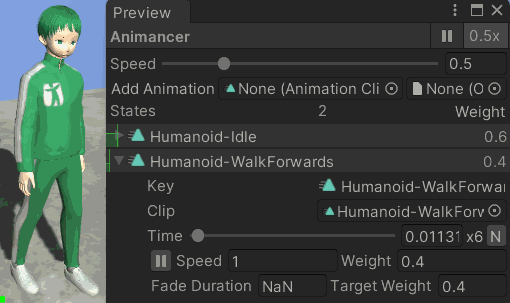 Preview
Animancer 0.5x
Speed 0.5
Add Animation None (Animation Cli None (O
States 2 Weight
Humanoid-Idle 0.6
Humanoid-WalkForwards 0.4
Key Humanoid-WalkForwar
Clip Humanoid-WalkForw
Time 0.01131 x6 N
Speed 1 Weight 0.4
Fade Duration NaN Target Weight 0.4